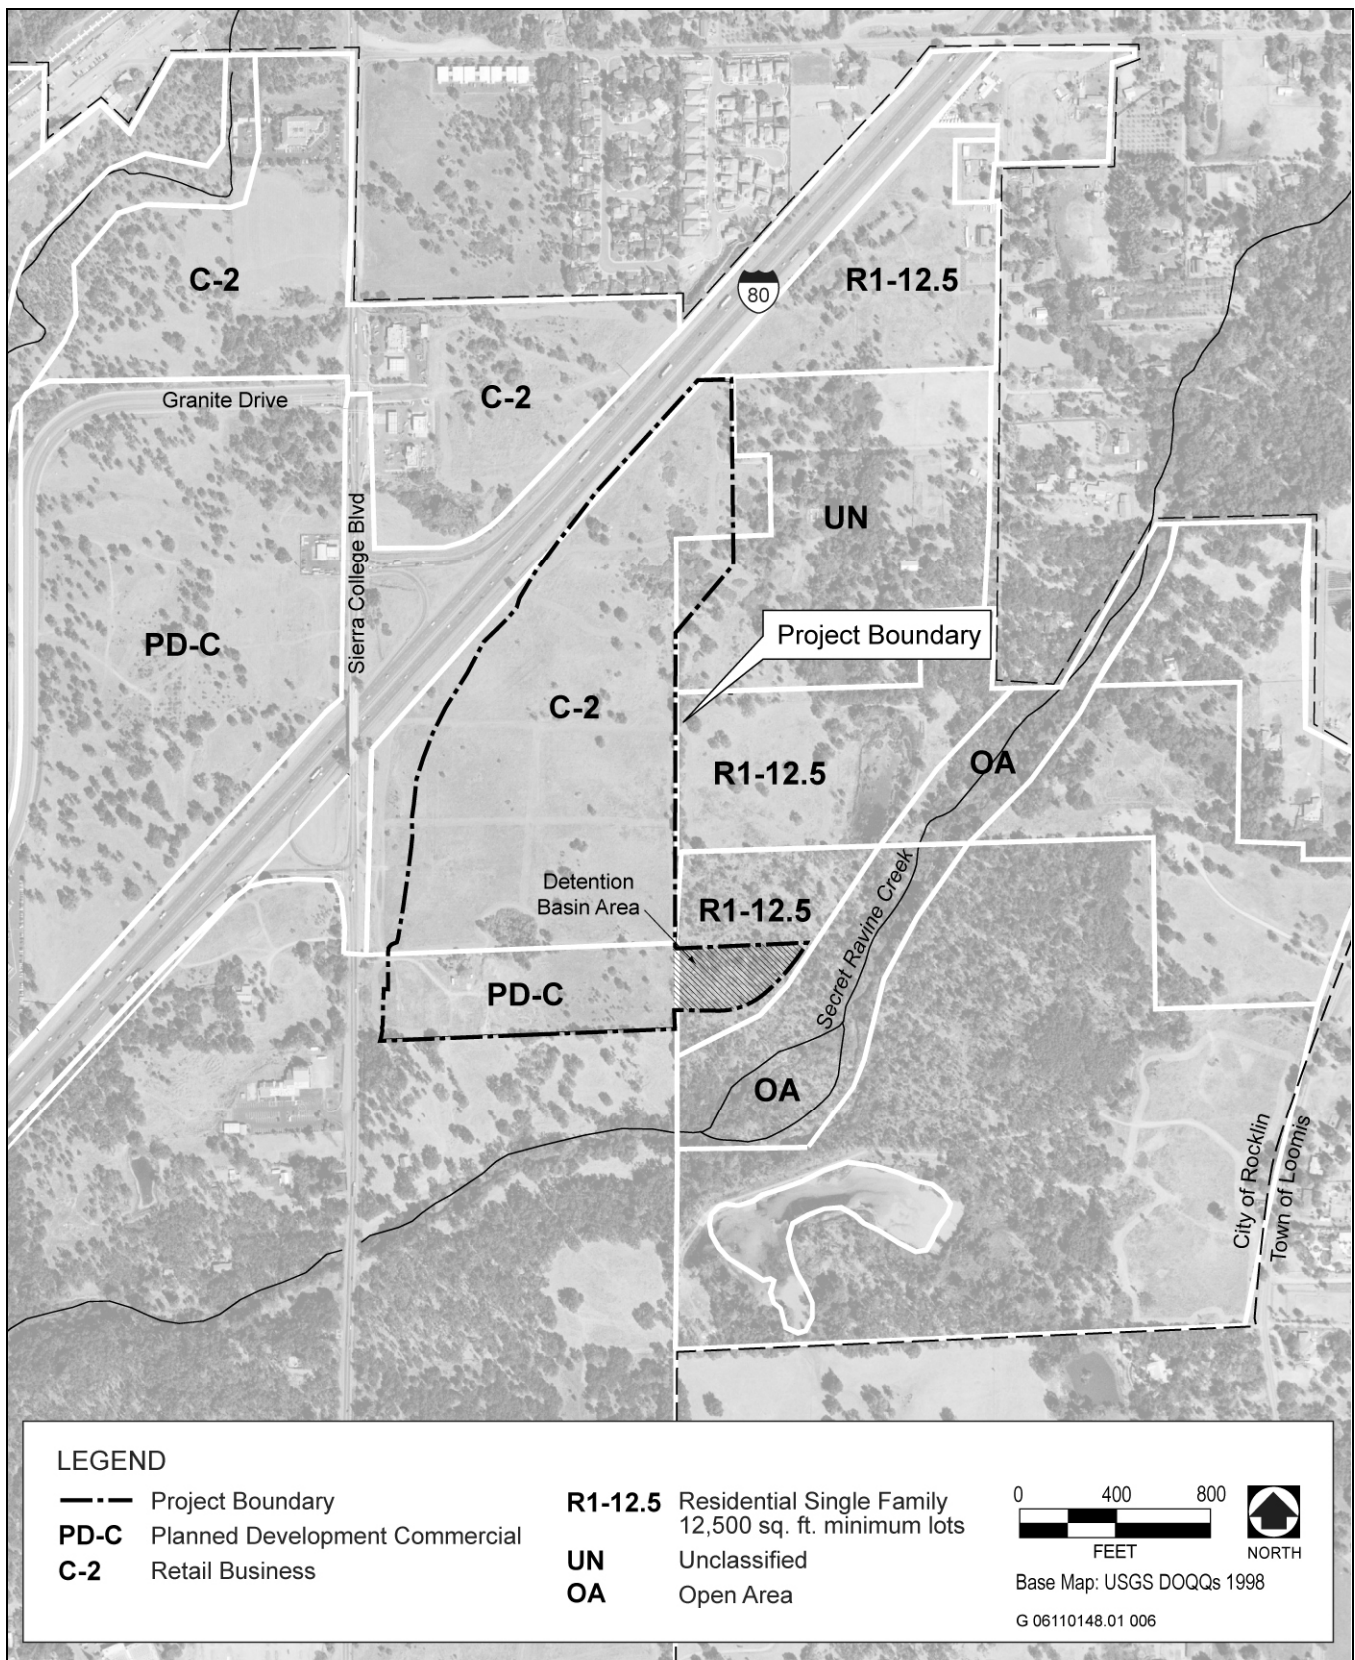 C-2
80
R1-12.5
Granite Drive
C-2
UN
Sierra College Blvd
PD-C
Project Boundary
C-2
R1-12.5
OA
Detention
Basin Area
R1-12.5
Secret Ravine Creek
PD-C
OA
City of Rocklin
Town of Loomis
LEGEND
Project Boundary
PD-C Planned Development Commercial
C-2 Retail Business
R1-12.5 Residential Single Family
12,500 sq. ft. minimum lots
UN Unclassified
OA Open Area
0 400 800
FEET
NORTH
Base Map: USGS DOQQs 1998
G 06110148.01 006